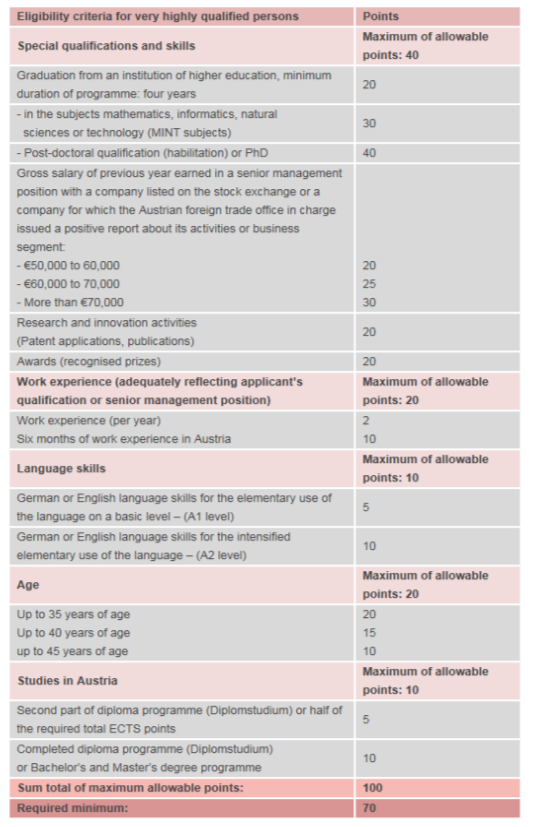 Eligibility criteria for very highly qualified persons Points
Special qualifications and skills Maximum of allowable
points: 40
Graduation from an institution of higher education, minimum
duration of programme: four years 20
- in the subjects mathematics, informatics, natural
sciences or technology (MINT subjects) 30
- Post-doctoral qualification (habilitation) or PhD 40
Gross salary of previous year earned in a senior management
position with a company listed on the stock exchange or a
company for which the Austrian foreign trade office in charge
issued a positive report about its activities or business
segment:
- €50,000 to 60,000 20
- €60,000 to 70,000 25
- More than €70,000 30
Research and innovation activities
(Patent applications, publications) 20
Awards (recognised prizes) 20
Work experience (adequately reflecting applicant's Maximum of allowable
qualification or senior management position) points: 20
Work experience (per year) 2
Six months of work experience in Austria 10
Language skills Maximum of allowable
points: 10
German or English language skills for the elementary use of
the language on a basic level – (A1 level) 5
German or English language skills for the intensified
elementary use of the language – (A2 level) 10
Age Maximum of allowable
points: 20
Up to 35 years of age 20
Up to 40 years of age 15
up to 45 years of age 10
Studies in Austria Maximum of allowable
points: 10
Second part of diploma programme (Diplomstudium) or half of
the required total ECTS points 5
Completed diploma programme (Diplomstudium)
or Bachelor's and Master's degree programme 10
Sum total of maximum allowable points: 100
Required minimum: 70